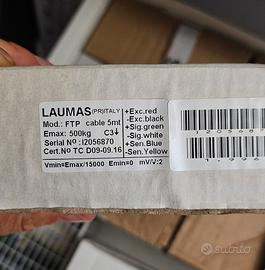 LAUMAS (PR)ITALY
Mod.: FTP cable 5mt
Emax: 500kg C3↓
Serial Nº :I2056870
Cert.Nº TC D09-09.16
+Exc.red
-Exc.black
+Sig.green
-Sig.white
-Sen.Blue
-Sen.Yellow
Vmin=Emax/15000 Emin=0 mV/V:2
subito